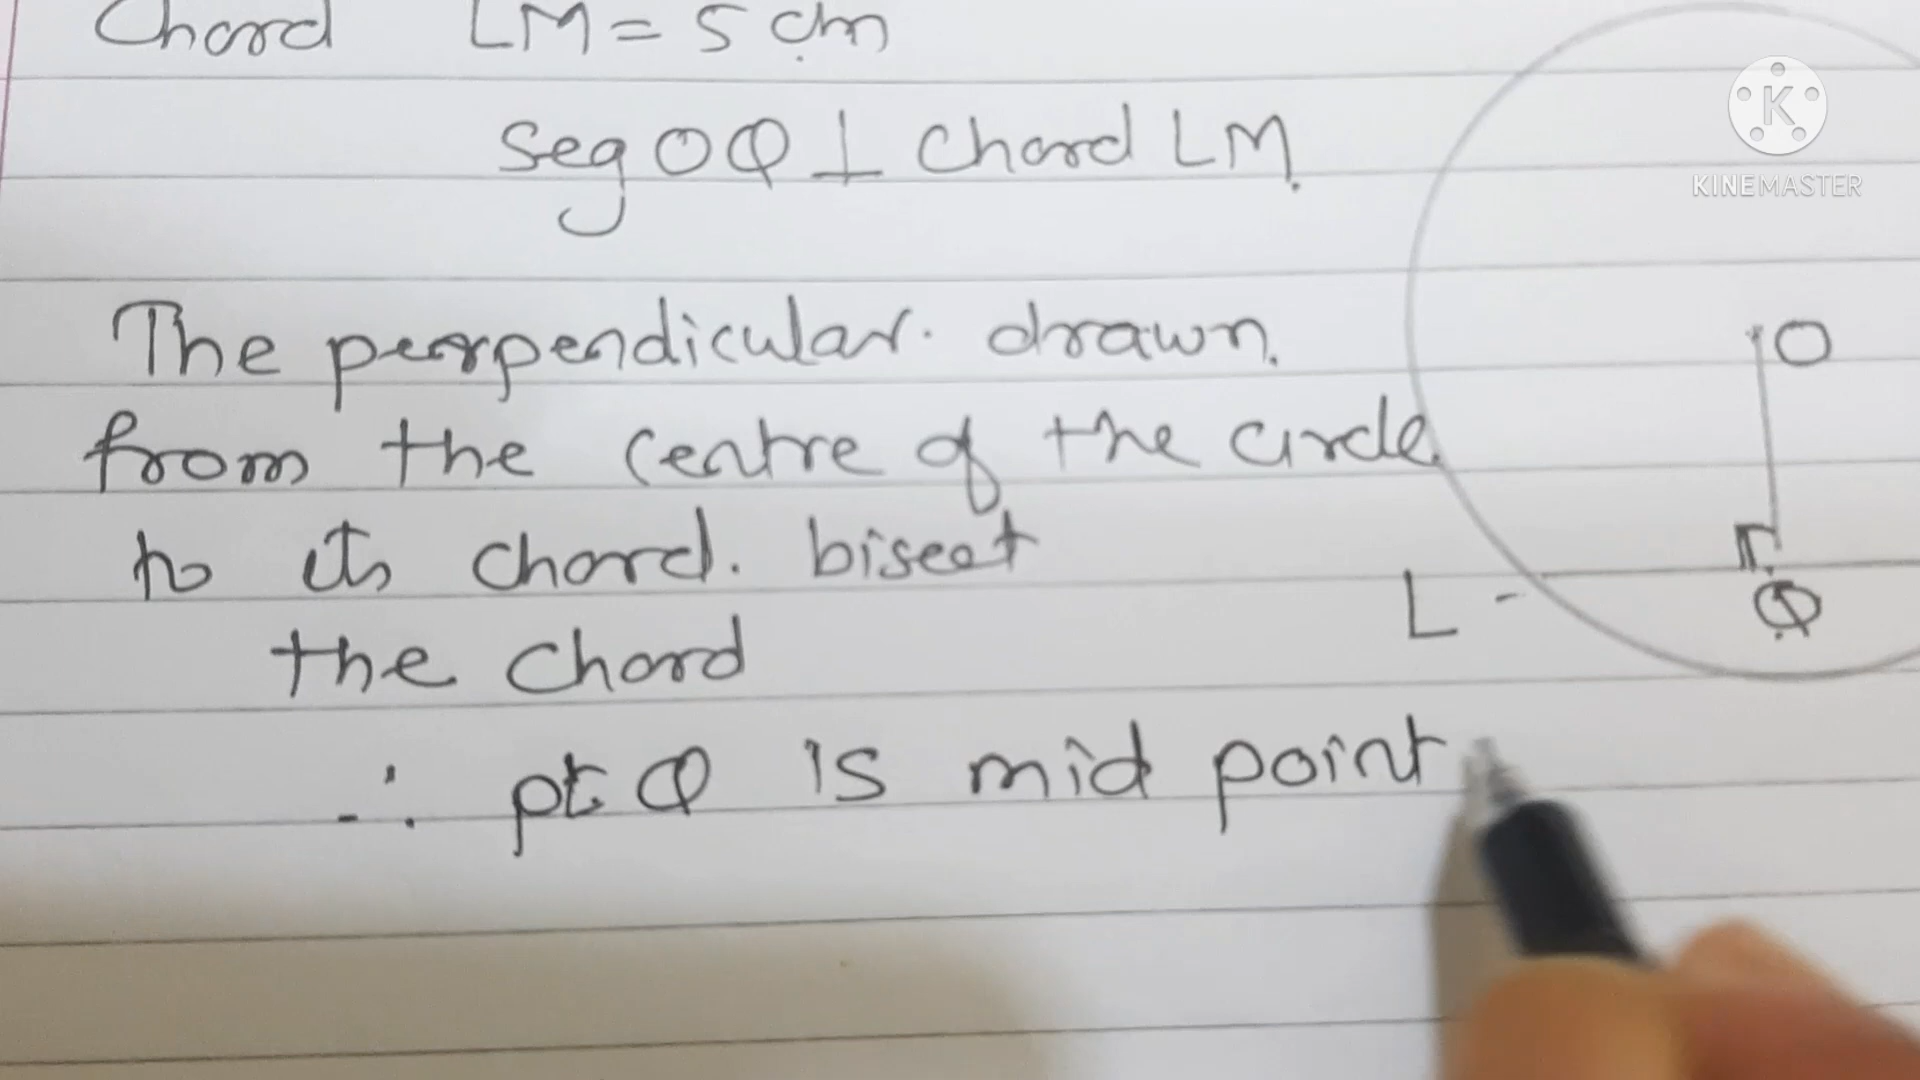 Chord LM = 5 cm
seg OQ ⊥ chord LM.
K
KINEMASTER
The perpendicular. drawn.
from the centre of the circle.
to its chord. bisect
the chord
∴ pt. Q is mid point
O
L -
Q